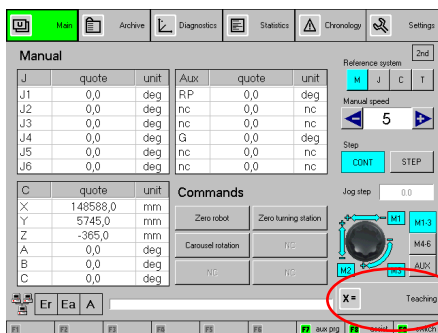 Main Archive Diagnostics Statistics Chronology Settings
Manual
2nd
Reference system
M J C T
J quote unit
J1 0,0 deg
J2 0,0 deg
J3 0,0 deg
J4 0,0 deg
J5 0,0 deg
J6 0,0 deg
Aux quote unit
RP 0,0 deg
nc 0,0 nc
nc 0,0 nc
G 0,0 deg
nc 0,0 nc
nc 0,0 nc
Manual speed
5
Step
CONT STEP
Jog step 0.0
C quote unit
X 148588,0 mm
Y 5745,0 mm
Z -365,0 mm
A 0,0 deg
B 0,0 deg
C 0,0 deg
Commands
Zero robot Zero turning station
Carousel rotation NC
NC NC
M1 M1-3
M4-6
M2 M3 AUX
X = Teaching
Er Ea A
F1 F2 F3 F4 F5 F6 F7 aux prg F8 assist switch